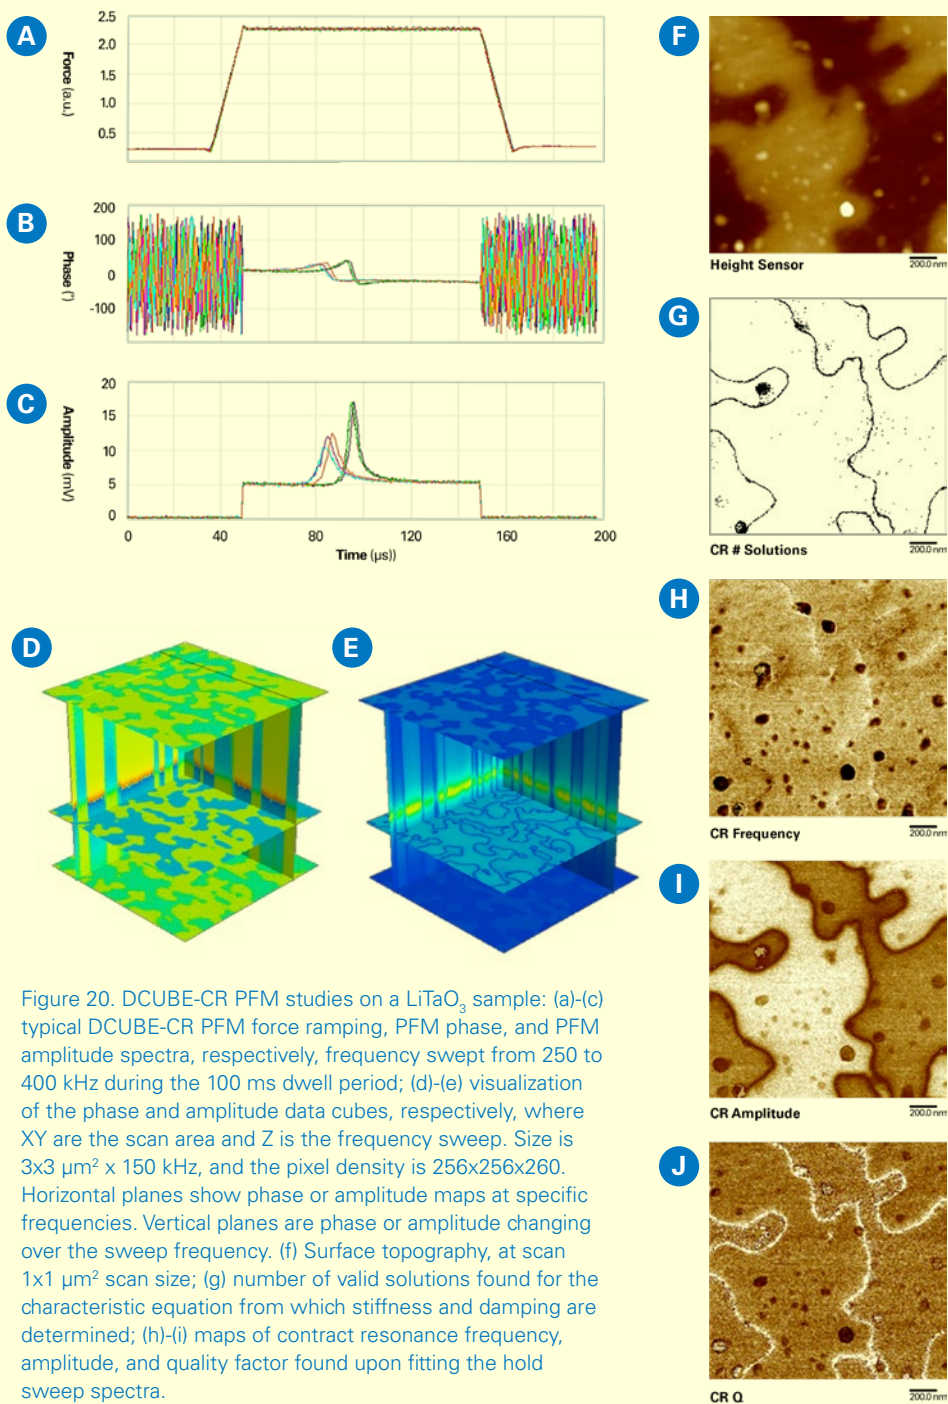 A
2.5
2.0
1.5
1.0
0.5
Force (a.u.)
B
200
100
0
-100
Phase (°)
C
20
15
10
5
0
Amplitude (mV)
0 40 80 120 160 200
Time (µs))
D
E
F
Height Sensor 200.0 nm
G
CR # Solutions 200.0 nm
H
CR Frequency 200.0 nm
I
CR Amplitude 200.0 nm
J
CR Q 200.0 nm
Figure 20. DCUBE-CR PFM studies on a LiTaO₃ sample: (a)-(c)
typical DCUBE-CR PFM force ramping, PFM phase, and PFM
amplitude spectra, respectively, frequency swept from 250 to
400 kHz during the 100 ms dwell period; (d)-(e) visualization
of the phase and amplitude data cubes, respectively, where
XY are the scan area and Z is the frequency sweep. Size is
3x3 µm² x 150 kHz, and the pixel density is 256x256x260.
Horizontal planes show phase or amplitude maps at specific
frequencies. Vertical planes are phase or amplitude changing
over the sweep frequency. (f) Surface topography, at scan
1x1 µm² scan size; (g) number of valid solutions found for the
characteristic equation from which stiffness and damping are
determined; (h)-(i) maps of contract resonance frequency,
amplitude, and quality factor found upon fitting the hold
sweep spectra.